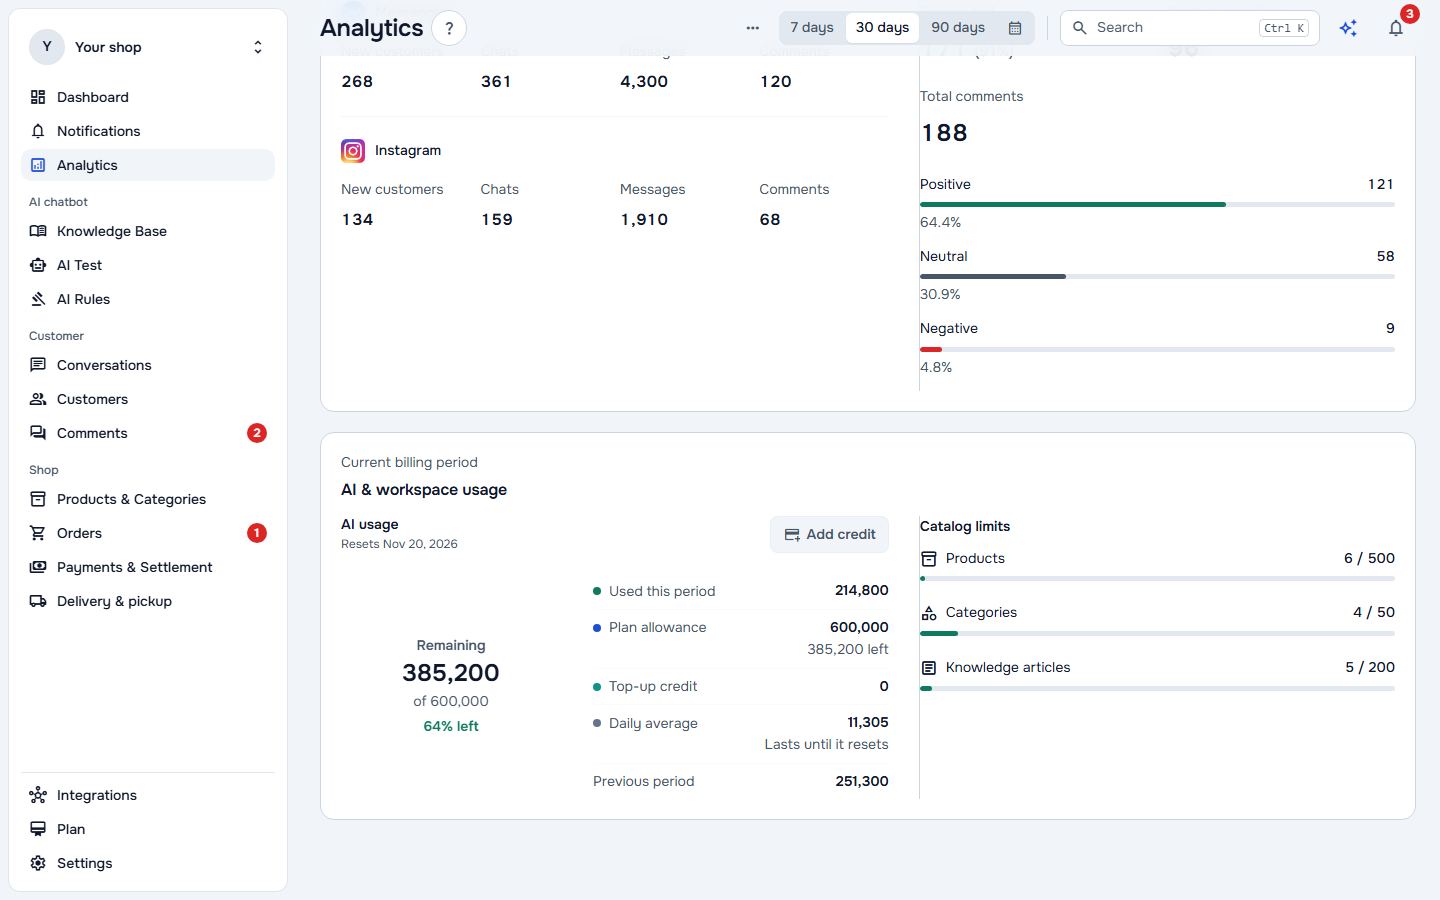 Y
Your shop
Dashboard
Notifications
Analytics
AI chatbot
Knowledge Base
AI Test
AI Rules
Customer
Conversations
Customers
Comments
2
Shop
Products & Categories
Orders
1
Payments & Settlement
Delivery & pickup
Integrations
Plan
Settings
Analytics
?
7 days
30 days
90 days
Search
Ctrl K
3
268
361
4,300
120
Instagram
New customers
Chats
Messages
Comments
134
159
1,910
68
Total comments
188
Positive
121
64.4%
Neutral
58
30.9%
Negative
9
4.8%
Current billing period
AI & workspace usage
AI usage
Resets Nov 20, 2026
Add credit
Remaining
385,200
of 600,000
64% left
Used this period
214,800
Plan allowance
600,000
385,200 left
Top-up credit
0
Daily average
11,305
Lasts until it resets
Previous period
251,300
Catalog limits
Products
6 / 500
Categories
4 / 50
Knowledge articles
5 / 200